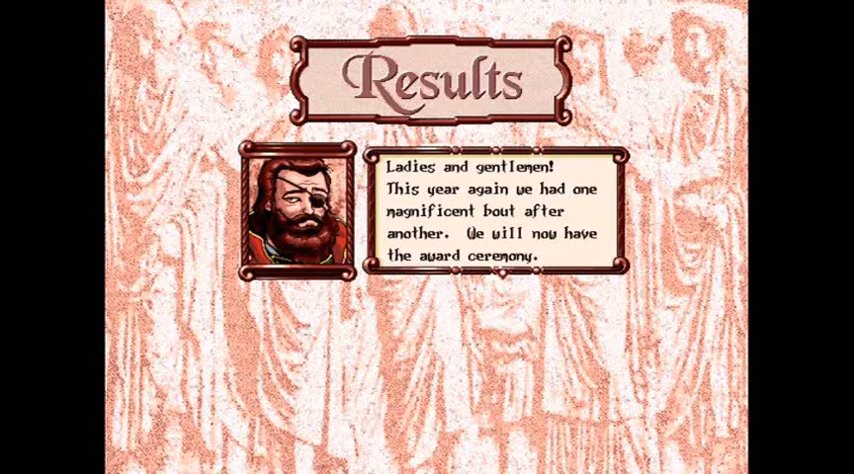 Results
Ladies and gentlemen!
This year again we had one
magnificent bout after
another. We will now have
the award ceremony.